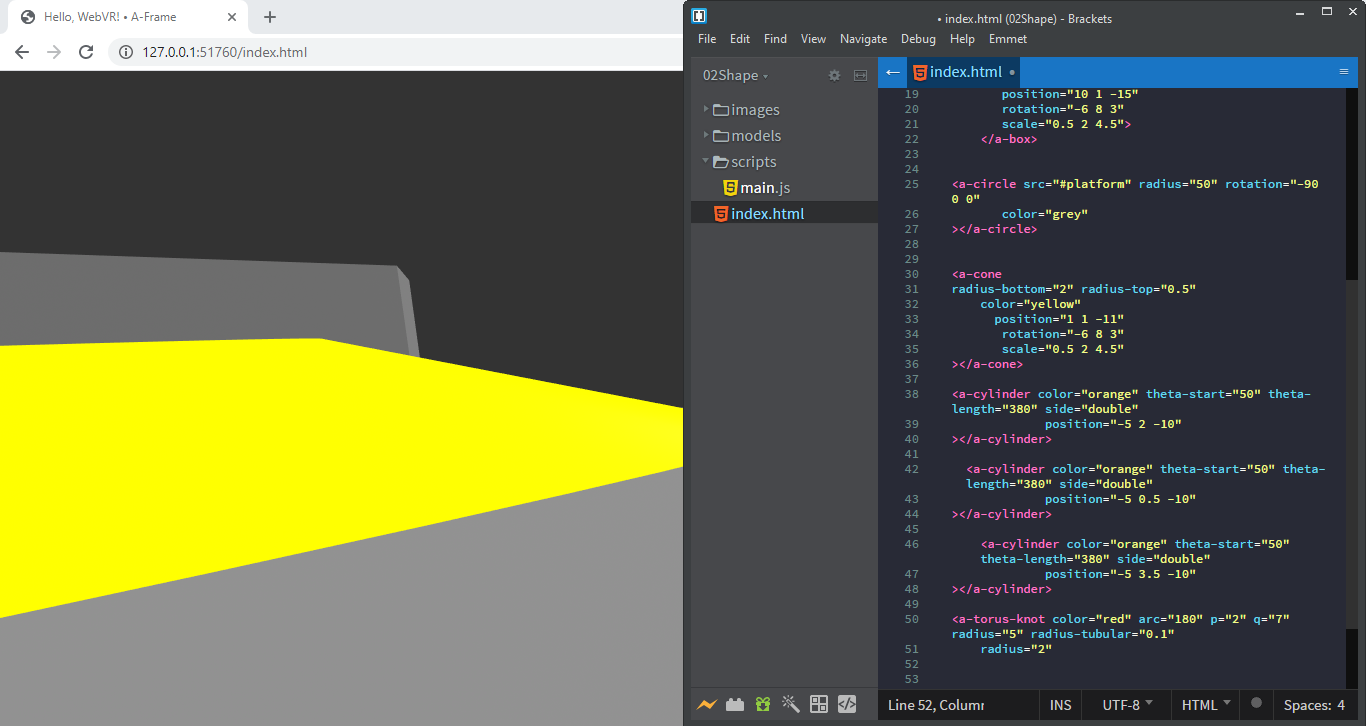 Hello, WebVR! • A-Frame
127.0.0.1:51760/index.html
• index.html (02Shape) - Brackets
File Edit Find View Navigate Debug Help Emmet
02Shape
images
models
scripts
main.js
index.html
index.html •
19 position="10 1 -15"
20 rotation="-6 8 3"
21 scale="0.5 2 4.5">
22 </a-box>
23
24
25 <a-circle src="#platform" radius="50" rotation="-90
0 0"
26 color="grey"
27 ></a-circle>
28
29
30 <a-cone
31 radius-bottom="2" radius-top="0.5"
32 color="yellow"
33 position="1 1 -11"
34 rotation="-6 8 3"
35 scale="0.5 2 4.5"
36 ></a-cone>
37
38 <a-cylinder color="orange" theta-start="50" theta-
length="380" side="double"
39 position="-5 2 -10"
40 ></a-cylinder>
41
42 <a-cylinder color="orange" theta-start="50" theta-
length="380" side="double"
43 position="-5 0.5 -10"
44 ></a-cylinder>
45
46 <a-cylinder color="orange" theta-start="50"
theta-length="380" side="double"
47 position="-5 3.5 -10"
48 ></a-cylinder>
49
50 <a-torus-knot color="red" arc="180" p="2" q="7"
radius="5" radius-tubular="0.1"
51 radius="2"
52
53
Line 52, Colum
INS UTF-8 HTML Spaces: 4